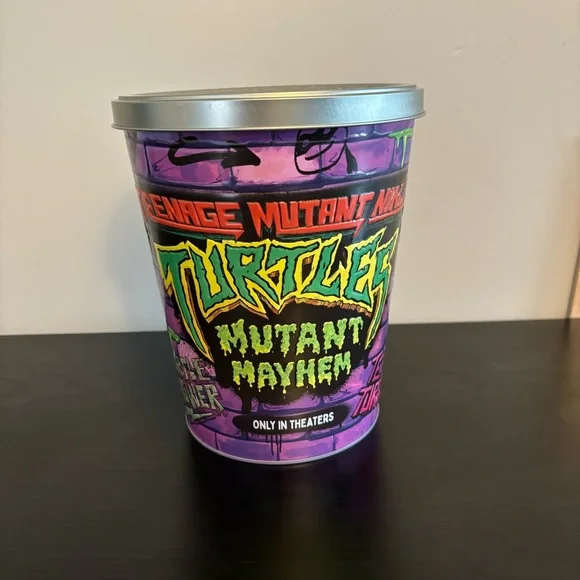 TEENAGE MUTANT NINJA
TURTLES
MUTANT
MAYHEM
ONLY IN THEATERS